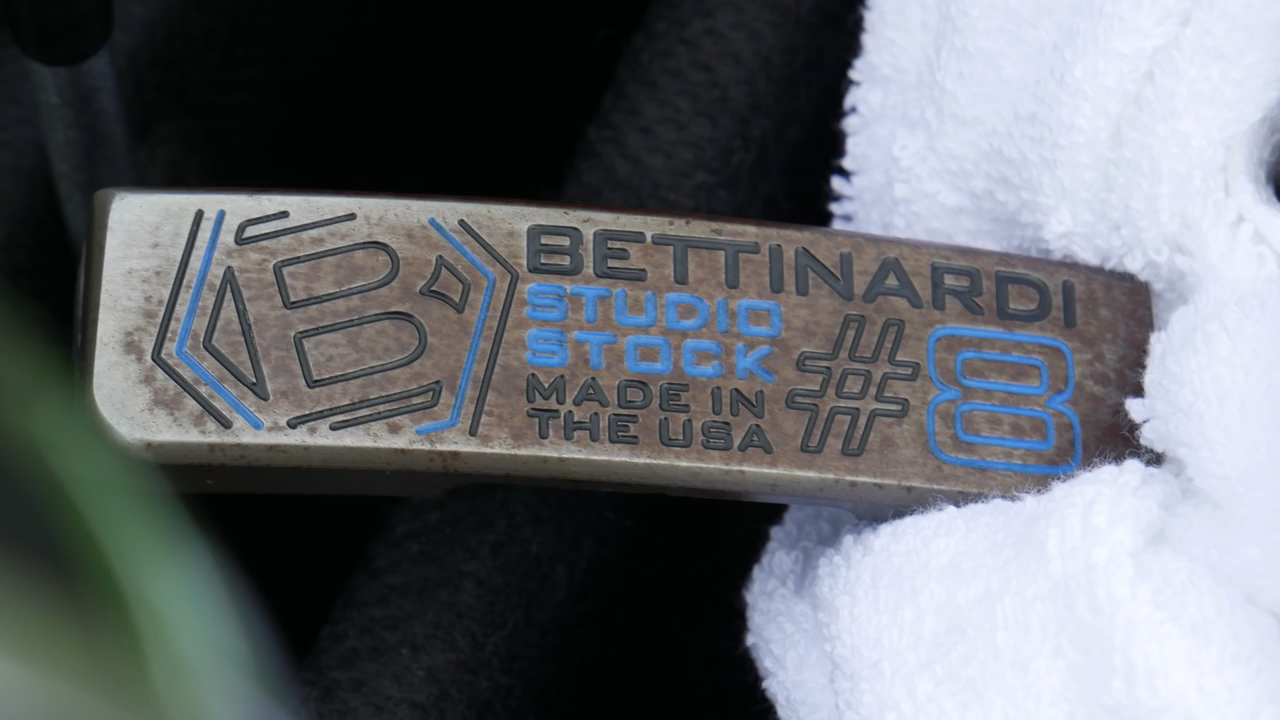 B
BETTINARDI
STUDIO
STOCK
MADE IN
THE USA
#8